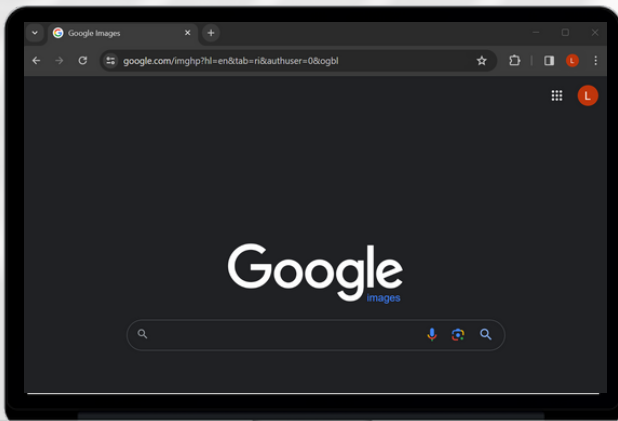 Google Images
google.com/imghp?hl=en&tab=ri&authuser=0&ogbl
L
L
Google
images